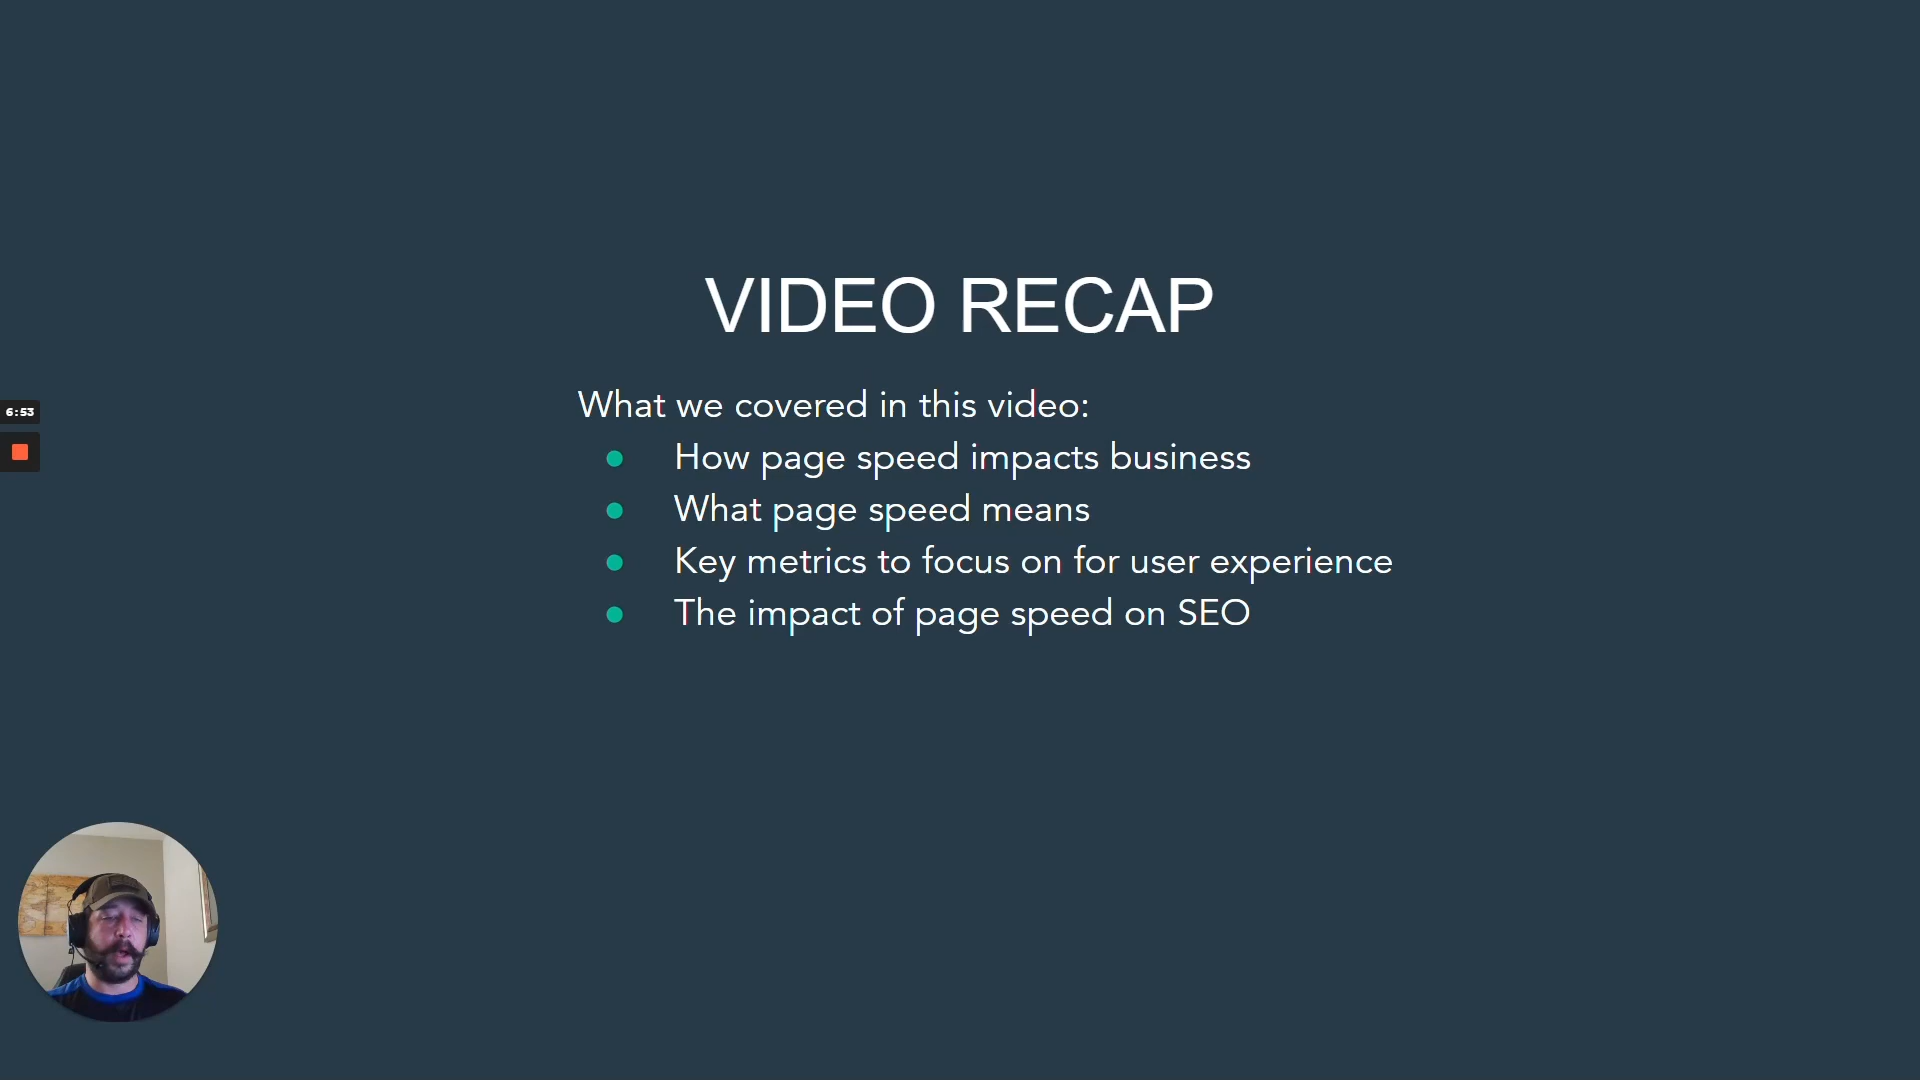 VIDEO RECAP
What we covered in this video:
How page speed impacts business
What page speed means
Key metrics to focus on for user experience
The impact of page speed on SEO
6:53